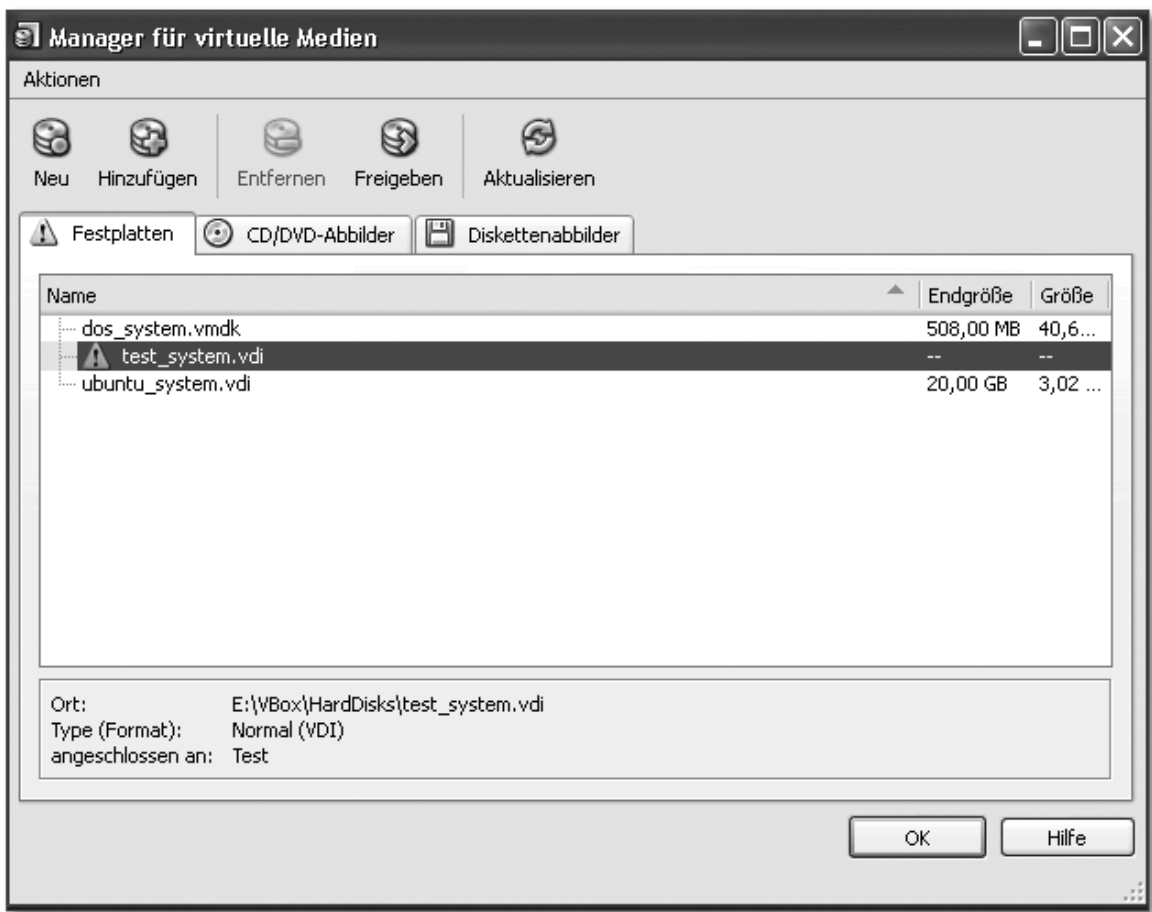 Manager für virtuelle Medien
Aktionen
Neu Hinzufügen Entfernen Freigeben Aktualisieren
Festplatten CD/DVD-Abbilder Diskettenabbilder
Name Endgröße Größe
dos_system.vmdk 508,00 MB 40,6...
test_system.vdi -- --
ubuntu_system.vdi 20,00 GB 3,02 ...
Ort: E:\VBox\HardDisks\test_system.vdi
Type (Format): Normal (VDI)
angeschlossen an: Test
OK Hilfe